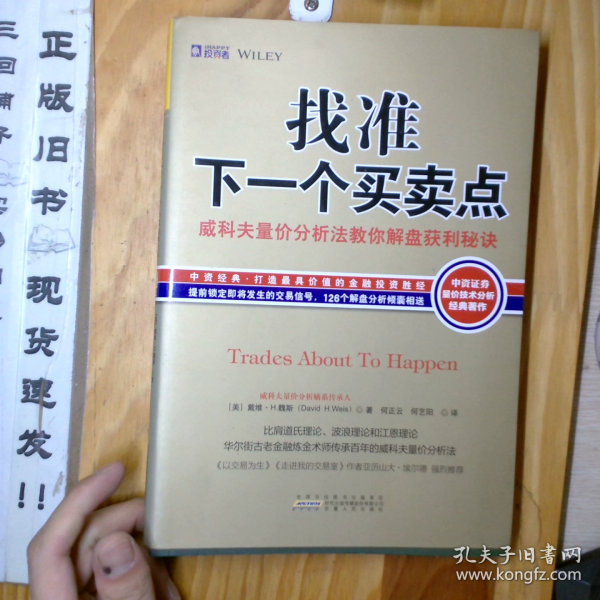 正版旧书
现货速发!!
三回铺子
iHAPPY
投资者
WILEY
找准
下一个买卖点
威科夫量价分析法教你解盘获利秘诀
中资经典·打造最具价值的金融投资胜经
提前锁定即将发生的交易信号,126个解盘分析倾囊相送
中资证券
量价技术分析
经典著作
Trades About To Happen
威科夫量价分析嫡系传承人
[美] 戴维·H.魏斯(David H.Weis)◎著 何正云 何艺阳 ◎译
比肩道氏理论、波浪理论和江恩理论
华尔街古老金融炼金术师传承百年的威科夫量价分析法
《以交易为生》《走进我的交易室》作者亚历山大·埃尔德 强烈推荐
孔夫子旧书网
www.kongfz.com